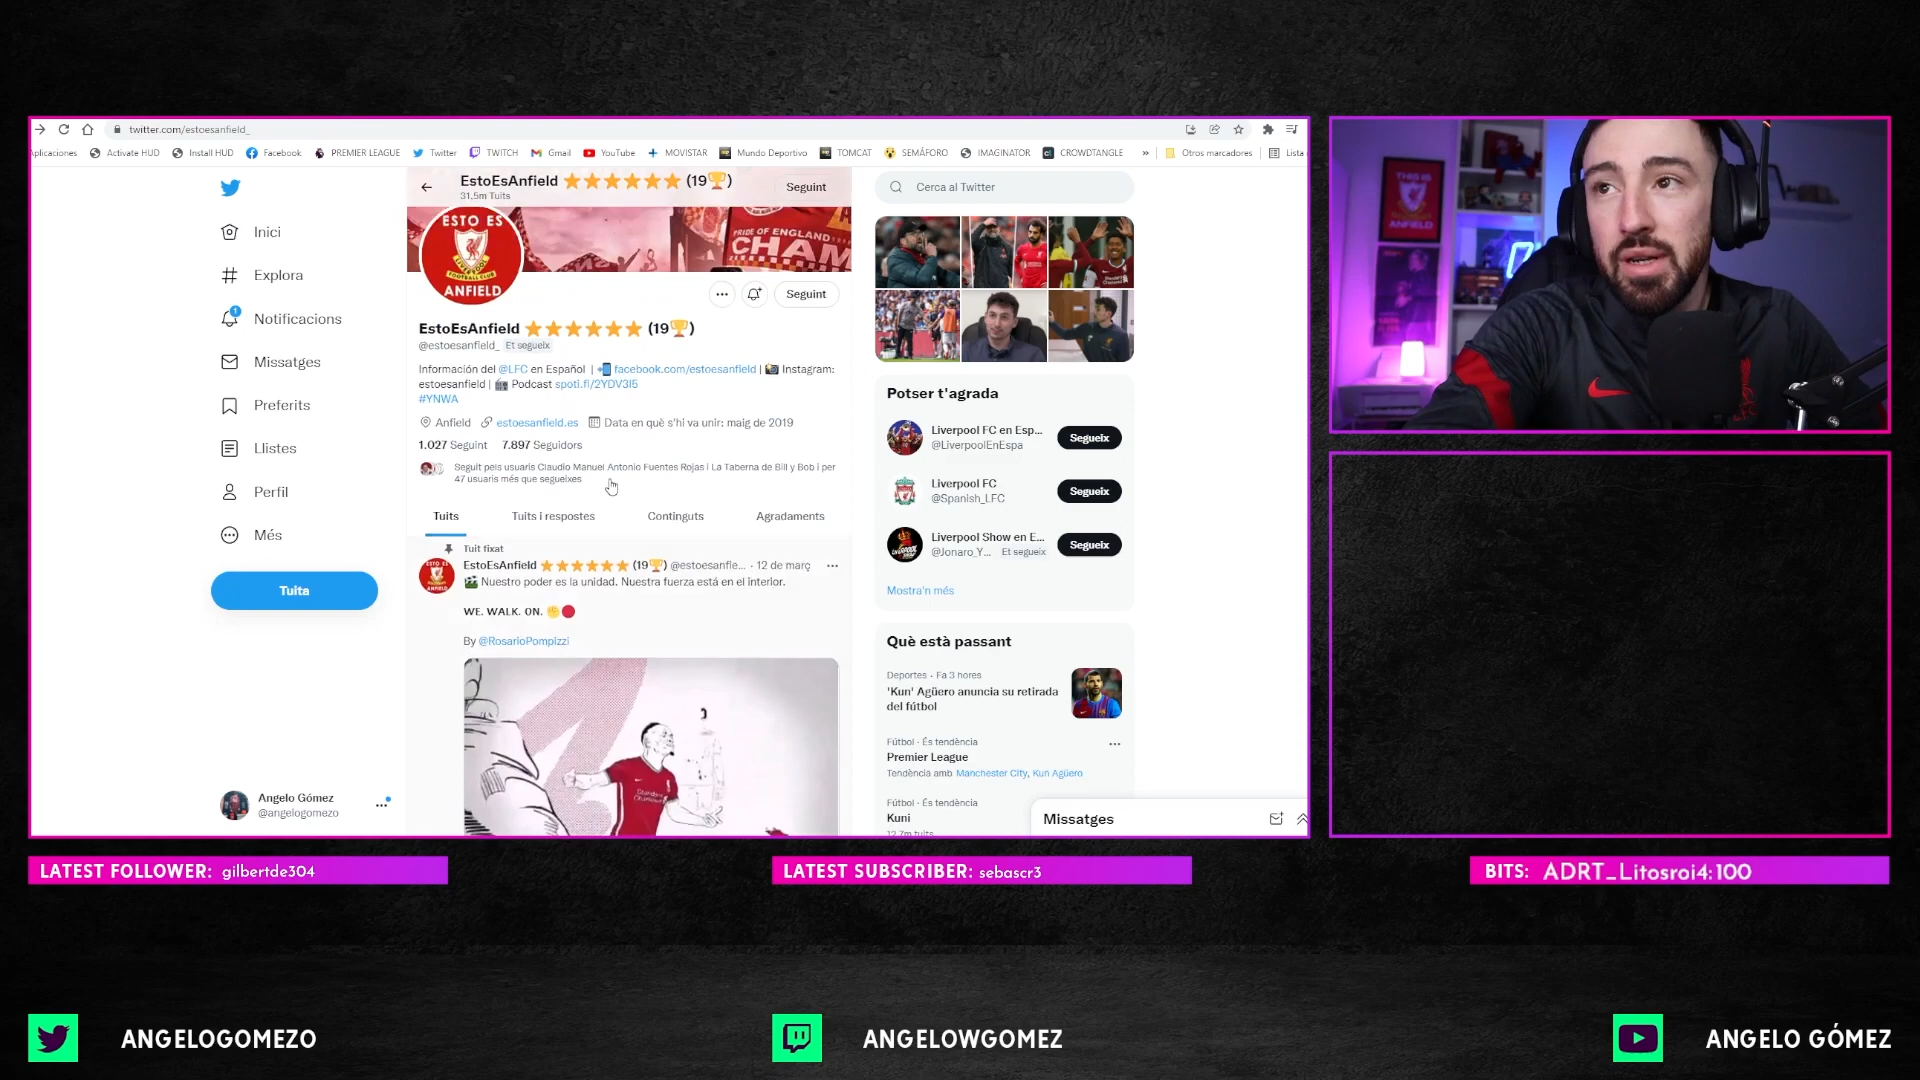 twitter.com/estoesanfield_
Aplicaciones Activate HUD Install HUD Facebook PREMIER LEAGUE Twitter TWITCH Gmail YouTube MOVISTAR Mundo Deportivo TOMCAT SEMÁFORO IMAGINATOR CROWDTANGLE » Otros marcadores Lista
EstoEsAnfield ⭐⭐⭐⭐⭐⭐ (19🏆)
31,5m Tuits
Seguint
Cerca al Twitter
ESTO ES
ANFIELD
PRIDE OF ENGLAND
CHAM
Inici
Explora
1
Notificacions
Missatges
Preferits
Llistes
Perfil
Més
Tuita
Angelo Gómez
@angelogomezo
Seguint
EstoEsAnfield ⭐⭐⭐⭐⭐⭐ (19🏆)
@estoesanfield_ Et segueix
Información del @LFC en Español | 📲 facebook.com/estoesanfield | 📸 Instagram:
estoesanfield | 📻 Podcast spoti.fi/2YDV3I5
#YNWA
Anfield estoesanfield.es Data en què s'hi va unir: maig de 2019
1.027 Seguint 7.897 Seguidors
Seguit pels usuaris Claudio Manuel Antonio Fuentes Rojas i La Taberna de Bill y Bob i per
47 usuaris més que segueixes
Tuits Tuits i respostes Continguts Agradaments
Tuit fixat
EstoEsAnfield ⭐⭐⭐⭐⭐⭐ (19🏆) @estoesanfie... · 12 de març
🎬 Nuestro poder es la unidad. Nuestra fuerza está en el interior.
WE. WALK. ON. ✊🔴
By @RosarioPompizzi
Potser t'agrada
Liverpool FC en Esp...
@LiverpoolEnEspa
Segueix
Liverpool FC
@Spanish_LFC
Segueix
Liverpool Show en E...
@Jonaro_Y... Et segueix
Segueix
Mostra'n més
Què està passant
Deportes · Fa 3 hores
'Kun' Agüero anuncia su retirada
del fútbol
Fútbol · És tendència
Premier League
Tendència amb Manchester City, Kun Agüero
Fútbol · És tendència
Kuni
12,7m tuits
Missatges
THIS IS
ANFIELD
LATEST FOLLOWER: gilbertde304
LATEST SUBSCRIBER: sebascr3
BITS: ADRT_Litosroi4:100
ANGELOGOMEZO
ANGELOWGOMEZ
ANGELO GÓMEZ